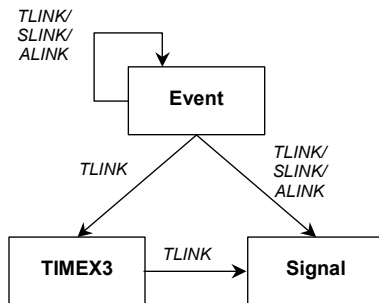 TLINK/
SLINK/
ALINK
Event
TLINK
TLINK/
SLINK/
ALINK
TIMEX3
TLINK
Signal